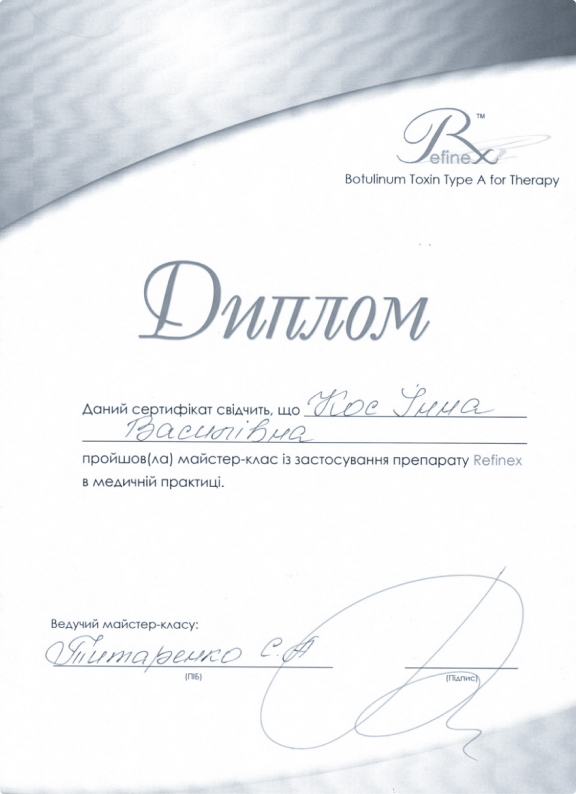 Refinex™
Botulinum Toxin Type A for Therapy
Диплом
Даний сертифікат свідчить, що Кос Інна
Василівна
пройшов(ла) майстер-клас із застосування препарату Refinex
в медичній практиці.
Ведучий майстер-класу:
Титаренко С.А
(ПІБ)
(Підпис)